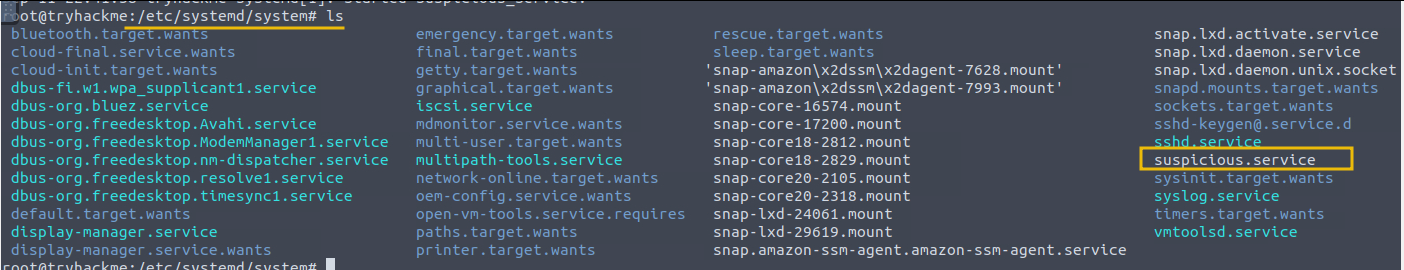 root@tryhackme:/etc/systemd/system# ls
bluetooth.target.wants emergency.target.wants rescue.target.wants snap.lxd.activate.service
cloud-final.service.wants final.target.wants sleep.target.wants snap.lxd.daemon.service
cloud-init.target.wants getty.target.wants 'snap-amazon\x2dssm\x2dagent-7628.mount' snap.lxd.daemon.unix.socket
dbus-fi.w1.wpa_supplicant1.service graphical.target.wants 'snap-amazon\x2dssm\x2dagent-7993.mount' snapd.mounts.target.wants
dbus-org.bluez.service iscsi.service snap-core-16574.mount sockets.target.wants
dbus-org.freedesktop.Avahi.service mdmonitor.service.wants snap-core-17200.mount sshd-keygen@.service.d
dbus-org.freedesktop.ModemManager1.service multi-user.target.wants snap-core18-2812.mount sshd.service
dbus-org.freedesktop.nm-dispatcher.service multipath-tools.service snap-core18-2829.mount suspicious.service
dbus-org.freedesktop.resolve1.service network-online.target.wants snap-core20-2105.mount sysinit.target.wants
dbus-org.freedesktop.timesync1.service oem-config.service.wants snap-core20-2318.mount syslog.service
default.target.wants open-vm-tools.service.requires snap-lxd-24061.mount timers.target.wants
display-manager.service paths.target.wants snap-lxd-29619.mount vmtoolsd.service
display-manager.service.wants printer.target.wants snap.amazon-ssm-agent.amazon-ssm-agent.service
root@tryhackme:/etc/systemd/system#